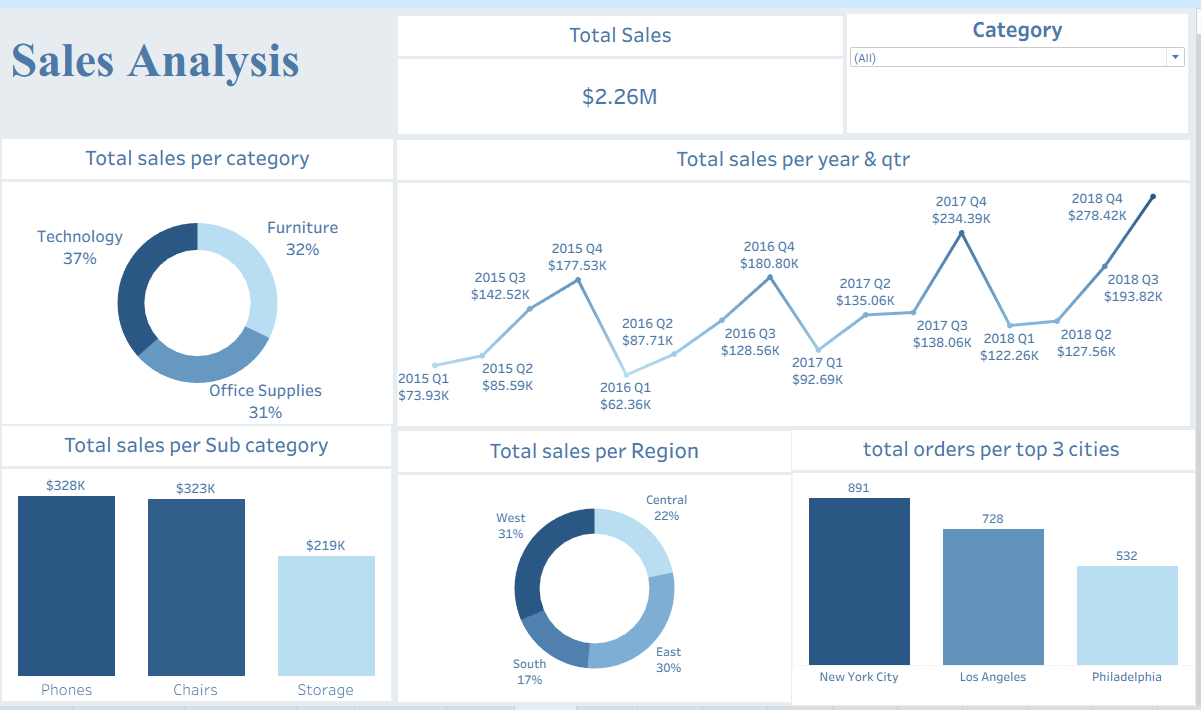 Sales Analysis
Total Sales
$2.26M
Category
(All)
Total sales per category
Technology
37%
Furniture
32%
Office Supplies
31%
Total sales per year & qtr
2015 Q1
$73.93K
2015 Q2
$85.59K
2015 Q3
$142.52K
2015 Q4
$177.53K
2016 Q1
$62.36K
2016 Q2
$87.71K
2016 Q3
$128.56K
2016 Q4
$180.80K
2017 Q1
$92.69K
2017 Q2
$135.06K
2017 Q3
$138.06K
2017 Q4
$234.39K
2018 Q1
$122.26K
2018 Q2
$127.56K
2018 Q3
$193.82K
2018 Q4
$278.42K
Total sales per Sub category
$328K
$323K
$219K
Phones
Chairs
Storage
Total sales per Region
West
31%
Central
22%
South
17%
East
30%
total orders per top 3 cities
891
728
532
New York City
Los Angeles
Philadelphia